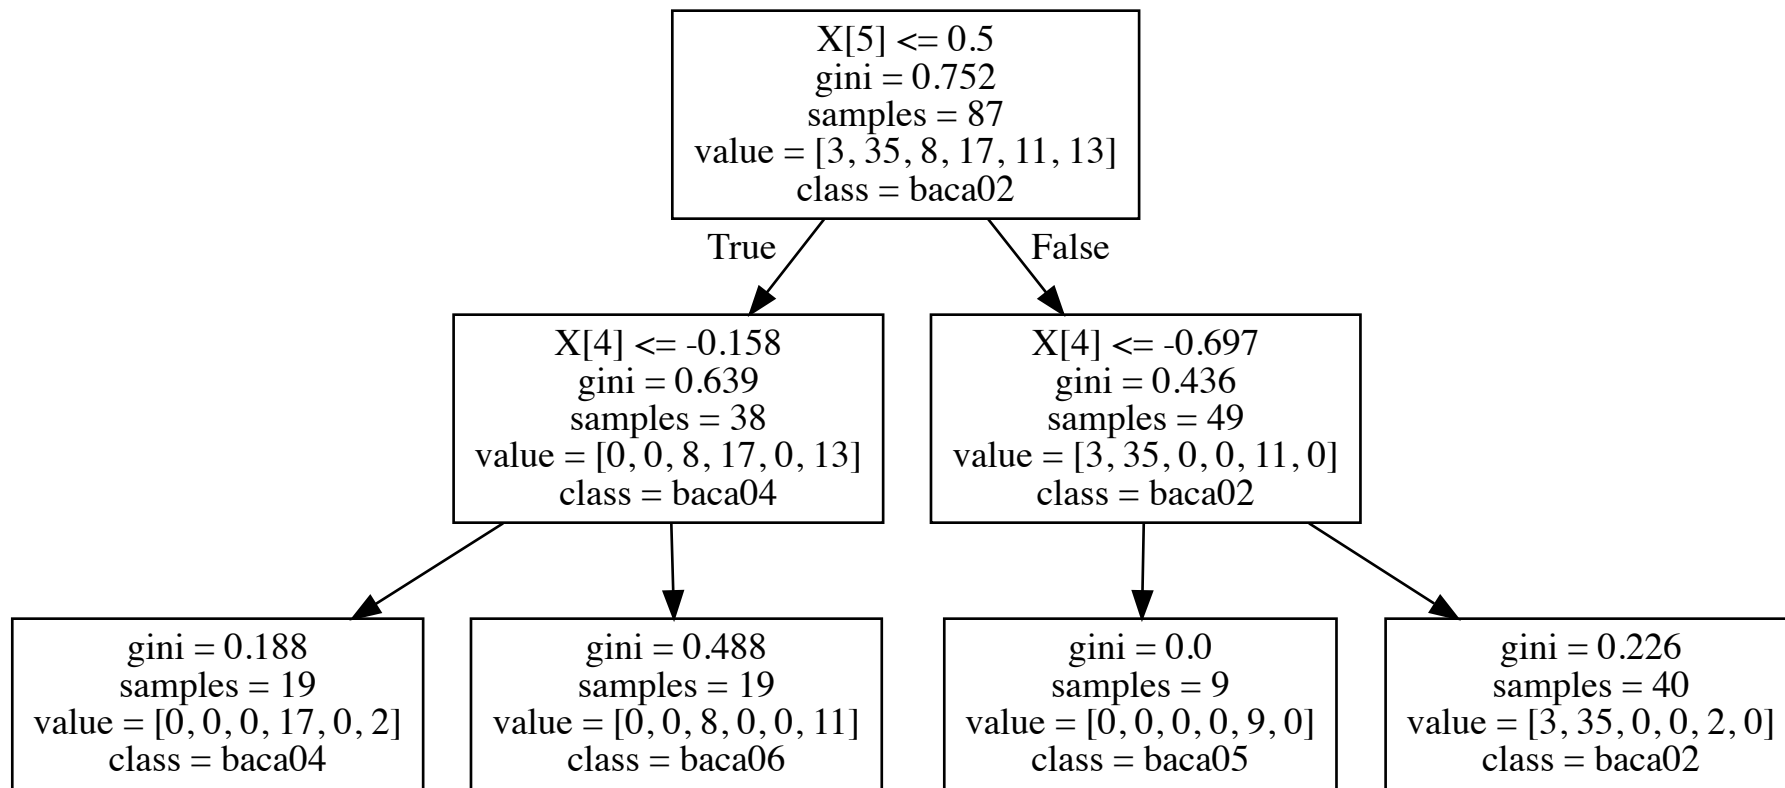 X[5] <= 0.5
gini = 0.752
samples = 87
value = [3, 35, 8, 17, 11, 13]
class = baca02
True
False
X[4] <= -0.158
gini = 0.639
samples = 38
value = [0, 0, 8, 17, 0, 13]
class = baca04
X[4] <= -0.697
gini = 0.436
samples = 49
value = [3, 35, 0, 0, 11, 0]
class = baca02
gini = 0.188
samples = 19
value = [0, 0, 0, 17, 0, 2]
class = baca04
gini = 0.488
samples = 19
value = [0, 0, 8, 0, 0, 11]
class = baca06
gini = 0.0
samples = 9
value = [0, 0, 0, 0, 9, 0]
class = baca05
gini = 0.226
samples = 40
value = [3, 35, 0, 0, 2, 0]
class = baca02